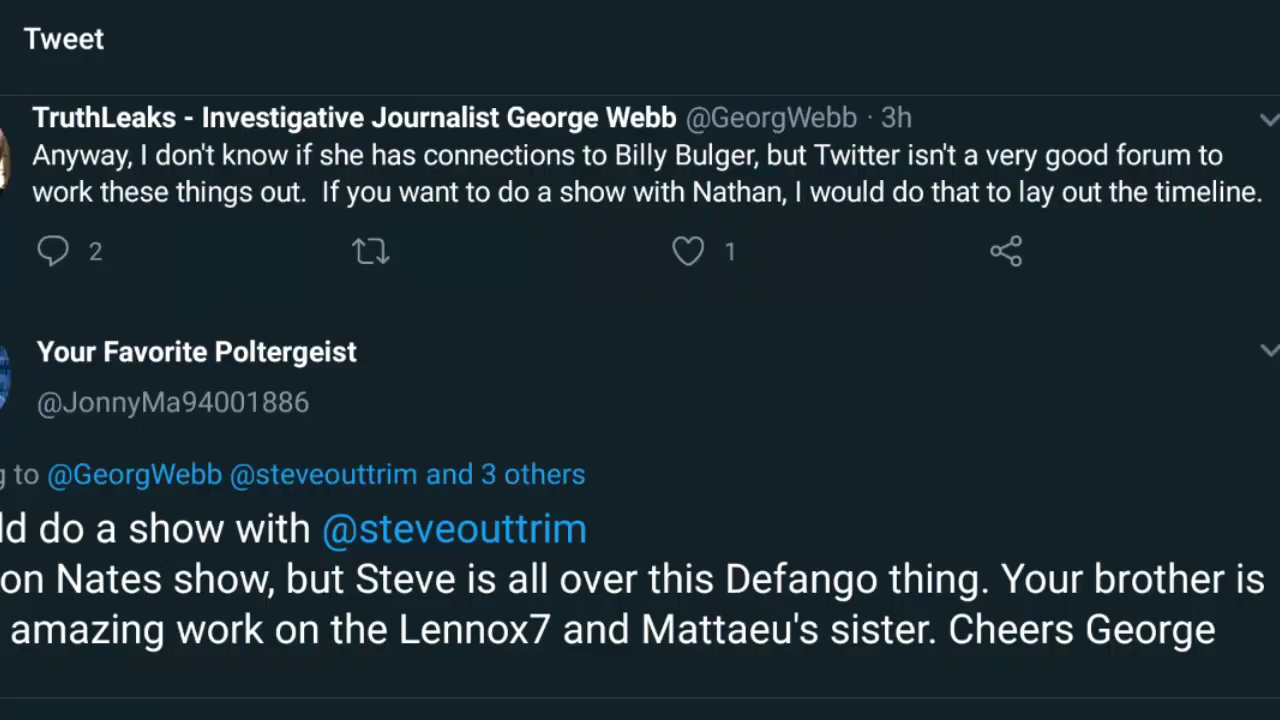 Tweet
TruthLeaks - Investigative Journalist George Webb @GeorgWebb · 3h
Anyway, I don't know if she has connections to Billy Bulger, but Twitter isn't a very good forum to
work these things out.  If you want to do a show with Nathan, I would do that to lay out the timeline.
2 1
Your Favorite Poltergeist
@JonnyMa94001886
g to @GeorgWebb @steveouttrim and 3 others
ld do a show with @steveouttrim
on Nates show, but Steve is all over this Defango thing. Your brother is
amazing work on the Lennox7 and Mattaeu's sister. Cheers George